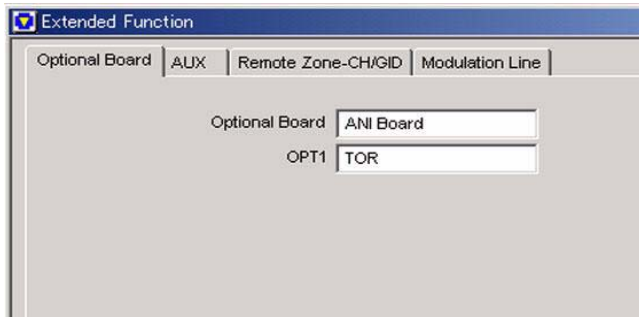 Extended Function
Optional Board AUX Remote Zone-CH/GID Modulation Line
Optional Board ANI Board
OPT1 TOR